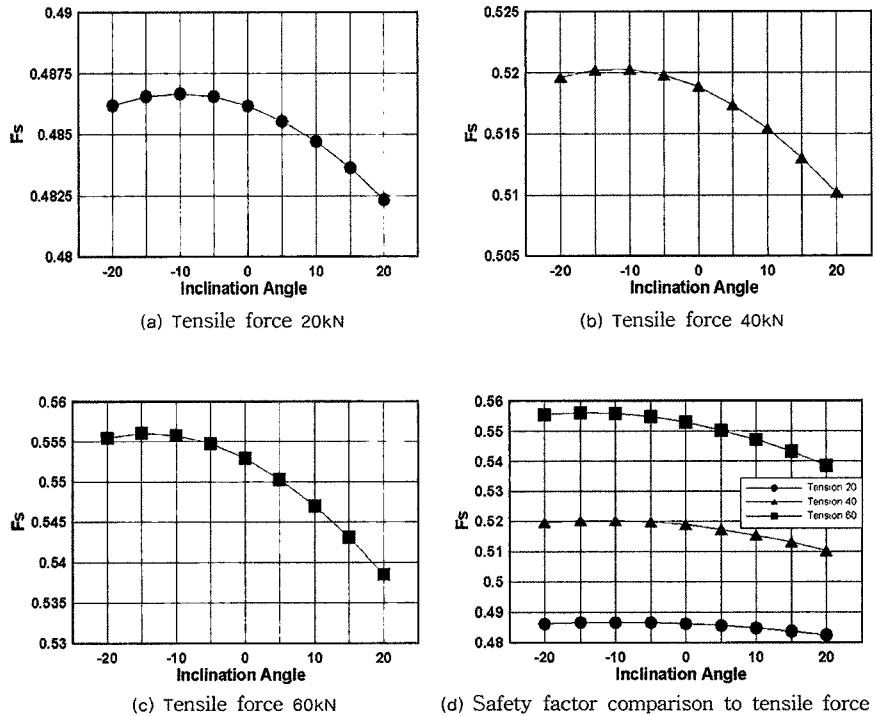 0.49
0.4875
0.485
0.4825
0.48
Fs
-20 -10 0 10 20
Inclination Angle
(a) Tensile force 20kN
0.525
0.52
0.515
0.51
0.505
Fs
-20 -10 0 10 20
Inclination Angle
(b) Tensile force 40kN
0.56
0.555
0.55
0.545
0.54
0.535
0.53
Fs
-20 -10 0 10 20
Inclination Angle
(c) Tensile force 60kN
0.56
0.56
0.54
0.53
0.52
0.51
0.5
0.49
0.48
Fs
Tension 20
Tension 40
Tension 60
-20 -10 0 10 20
Inclination Angle
(d) Safety factor comparison to tensile force